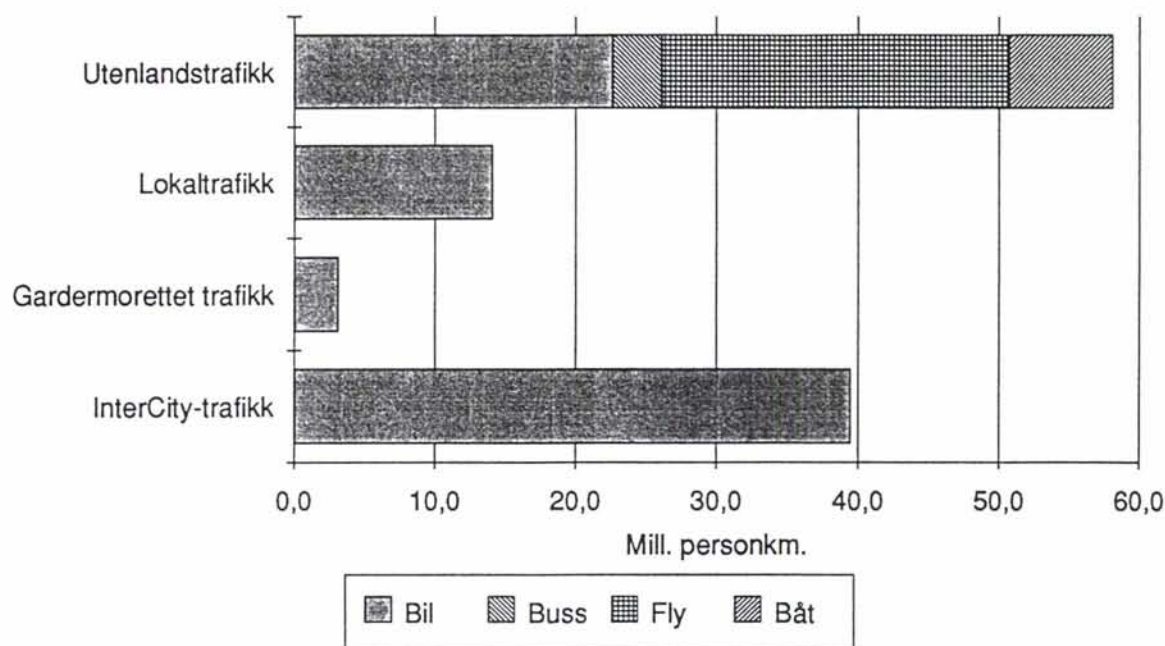 Utenlandstrafikk
Lokaltrafikk
Gardermorettet trafikk
InterCity-trafikk
0,0 10,0 20,0 30,0 40,0 50,0 60,0
Mill. personkm.
Bil Buss Fly Båt